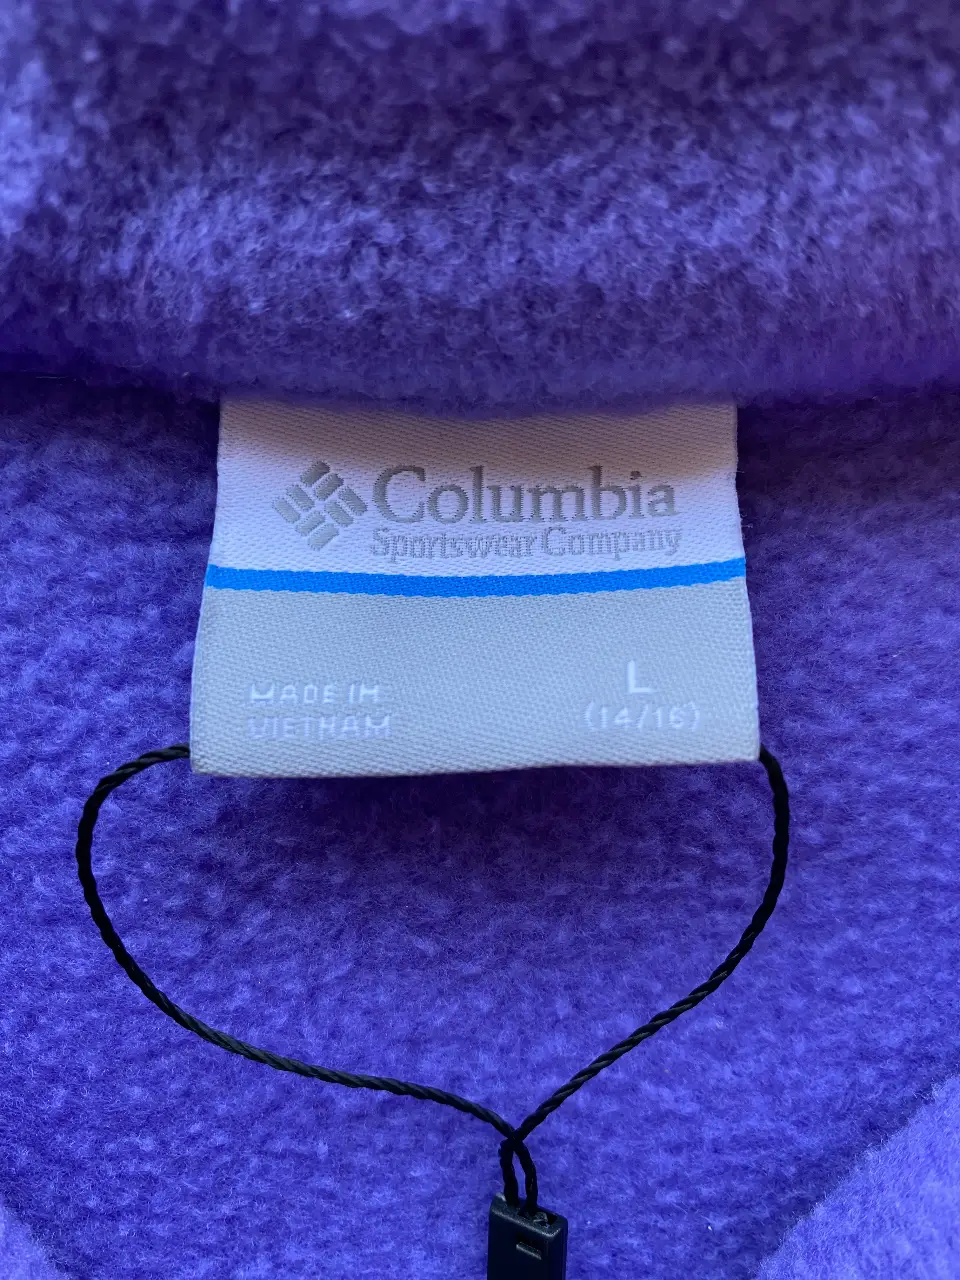 Columbia
Sportswear Company
MADE IN
VIETNAM
L
(14/16)